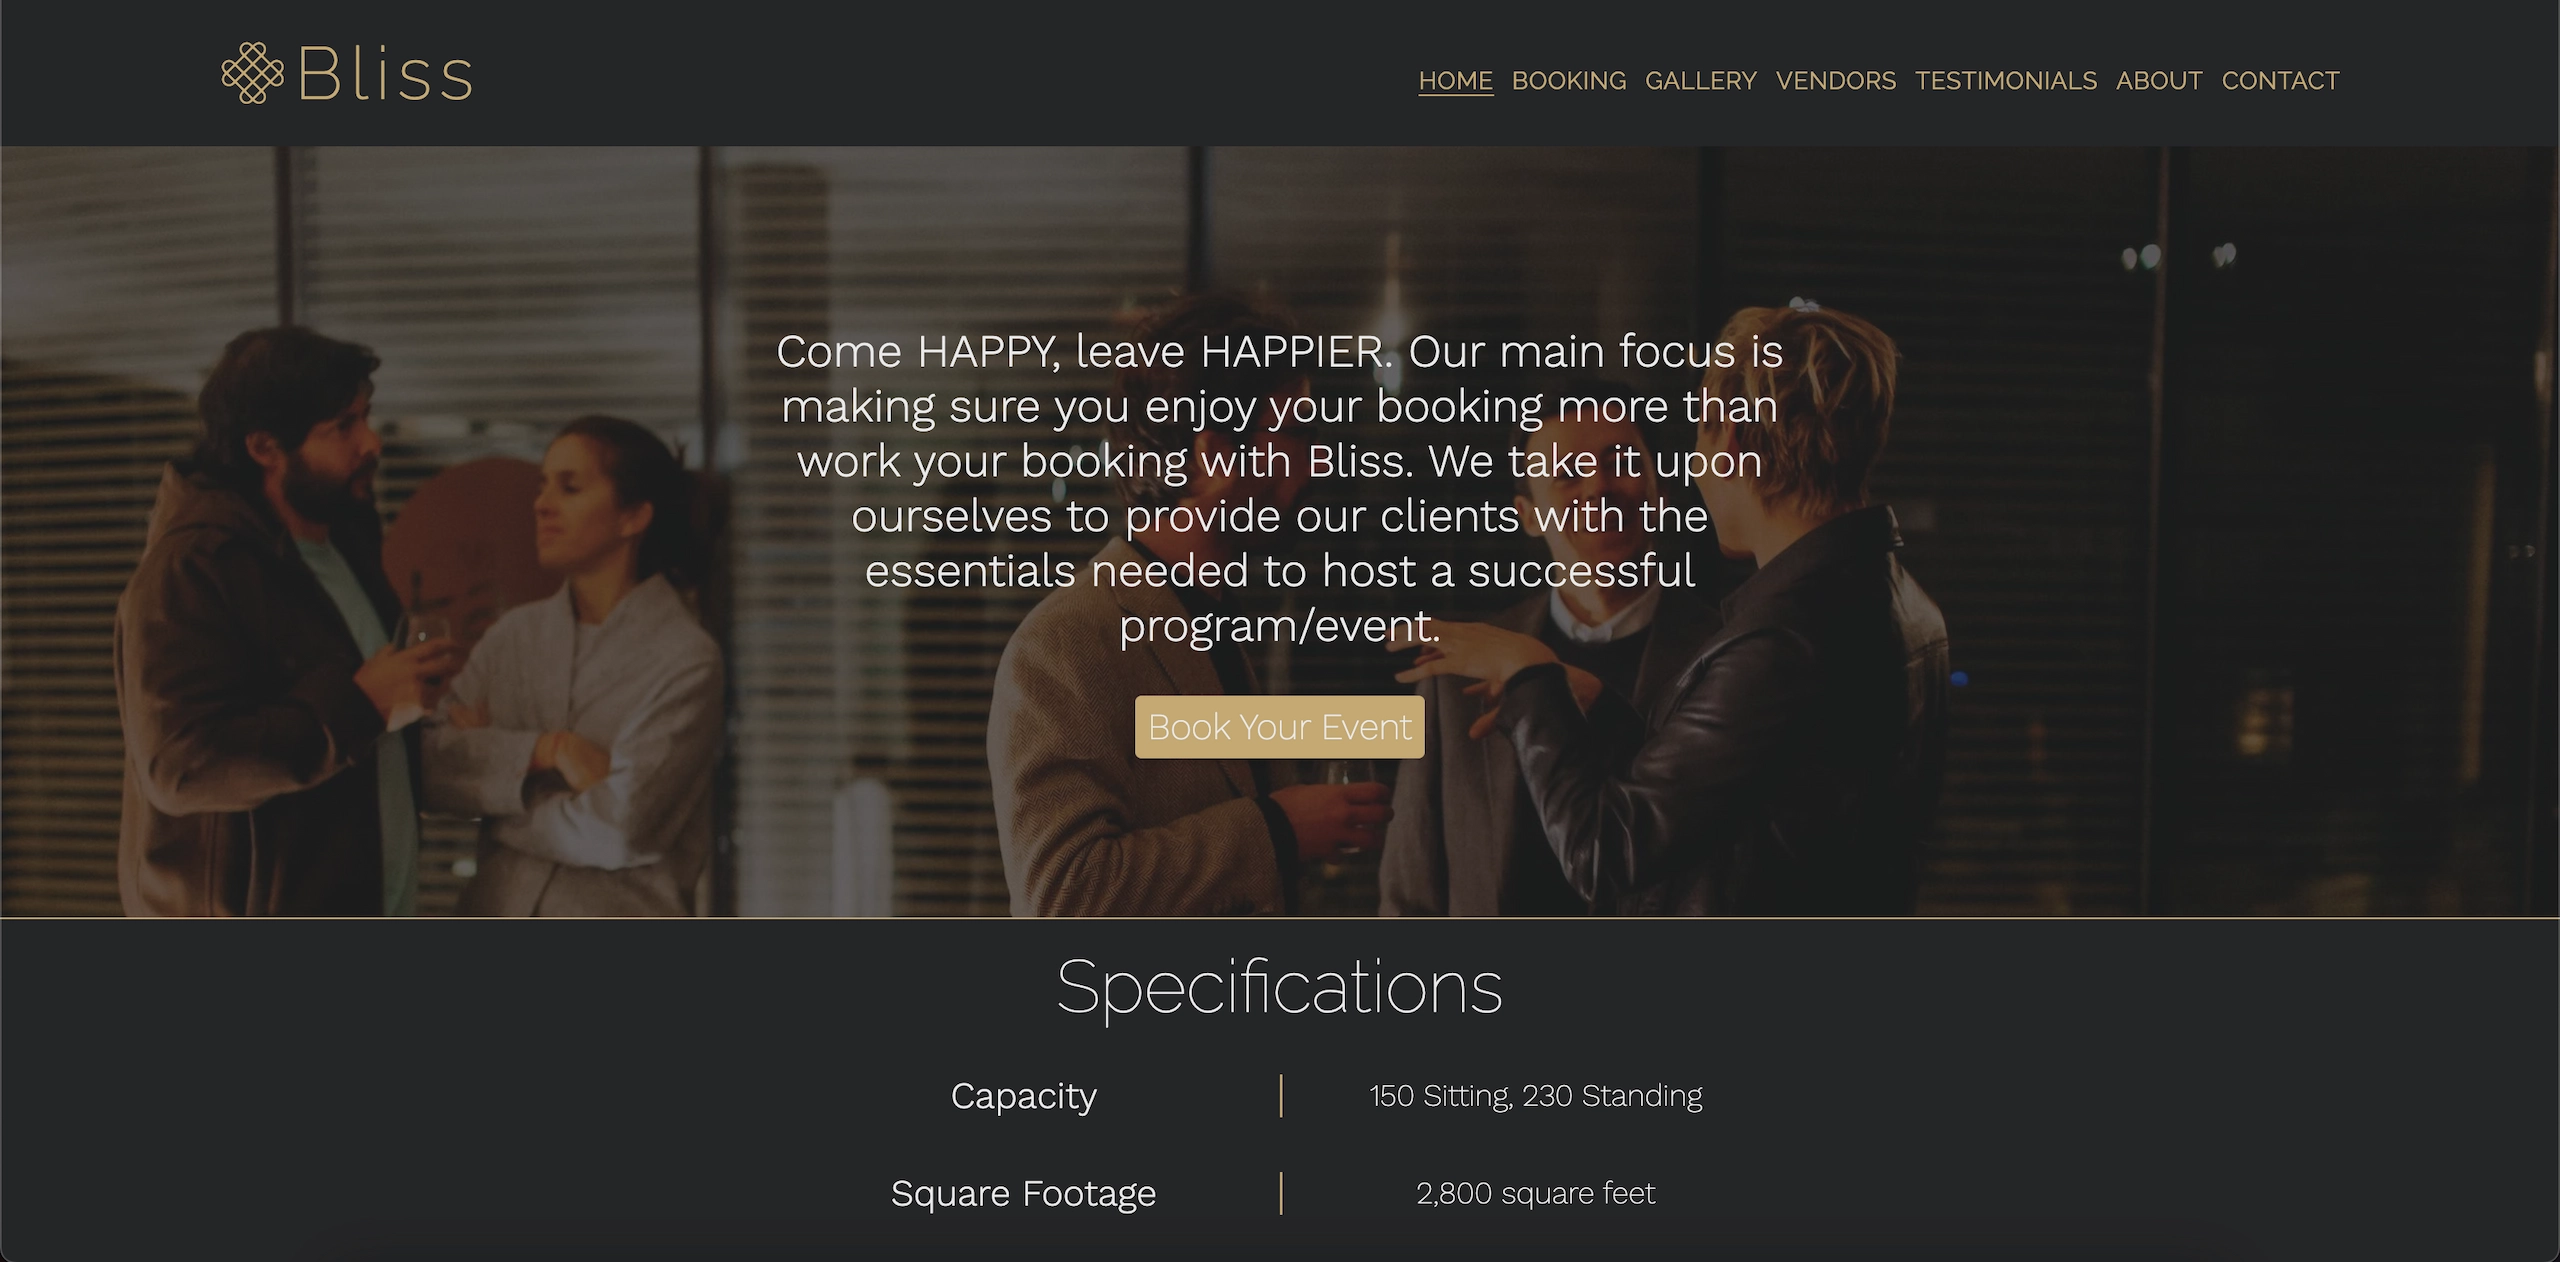 Bliss
HOME BOOKING GALLERY VENDORS TESTIMONIALS ABOUT CONTACT
Come HAPPY, leave HAPPIER. Our main focus is
making sure you enjoy your booking more than
work your booking with Bliss. We take it upon
ourselves to provide our clients with the
essentials needed to host a successful
program/event.
Book Your Event
Specifications
Capacity 150 Sitting, 230 Standing
Square Footage 2,800 square feet